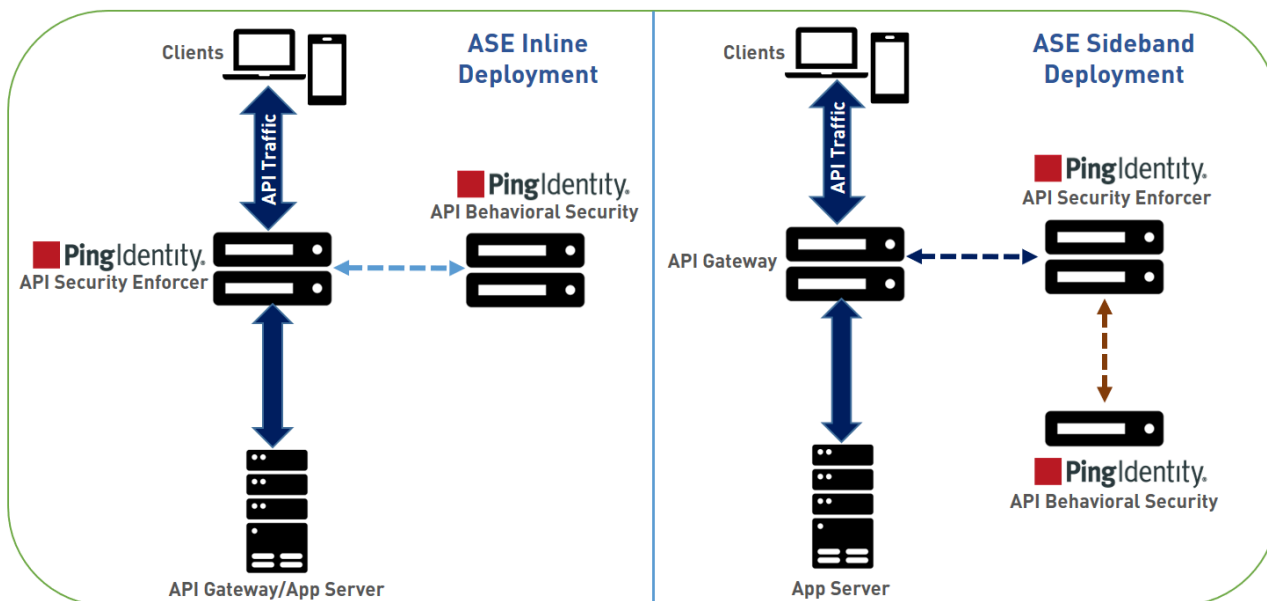 Clients
ASE Inline
Deployment
API Traffic
PingIdentity®
API Behavioral Security
PingIdentity®
API Security Enforcer
API Gateway/App Server
Clients
ASE Sideband
Deployment
API Traffic
PingIdentity®
API Security Enforcer
API Gateway
PingIdentity®
API Behavioral Security
App Server